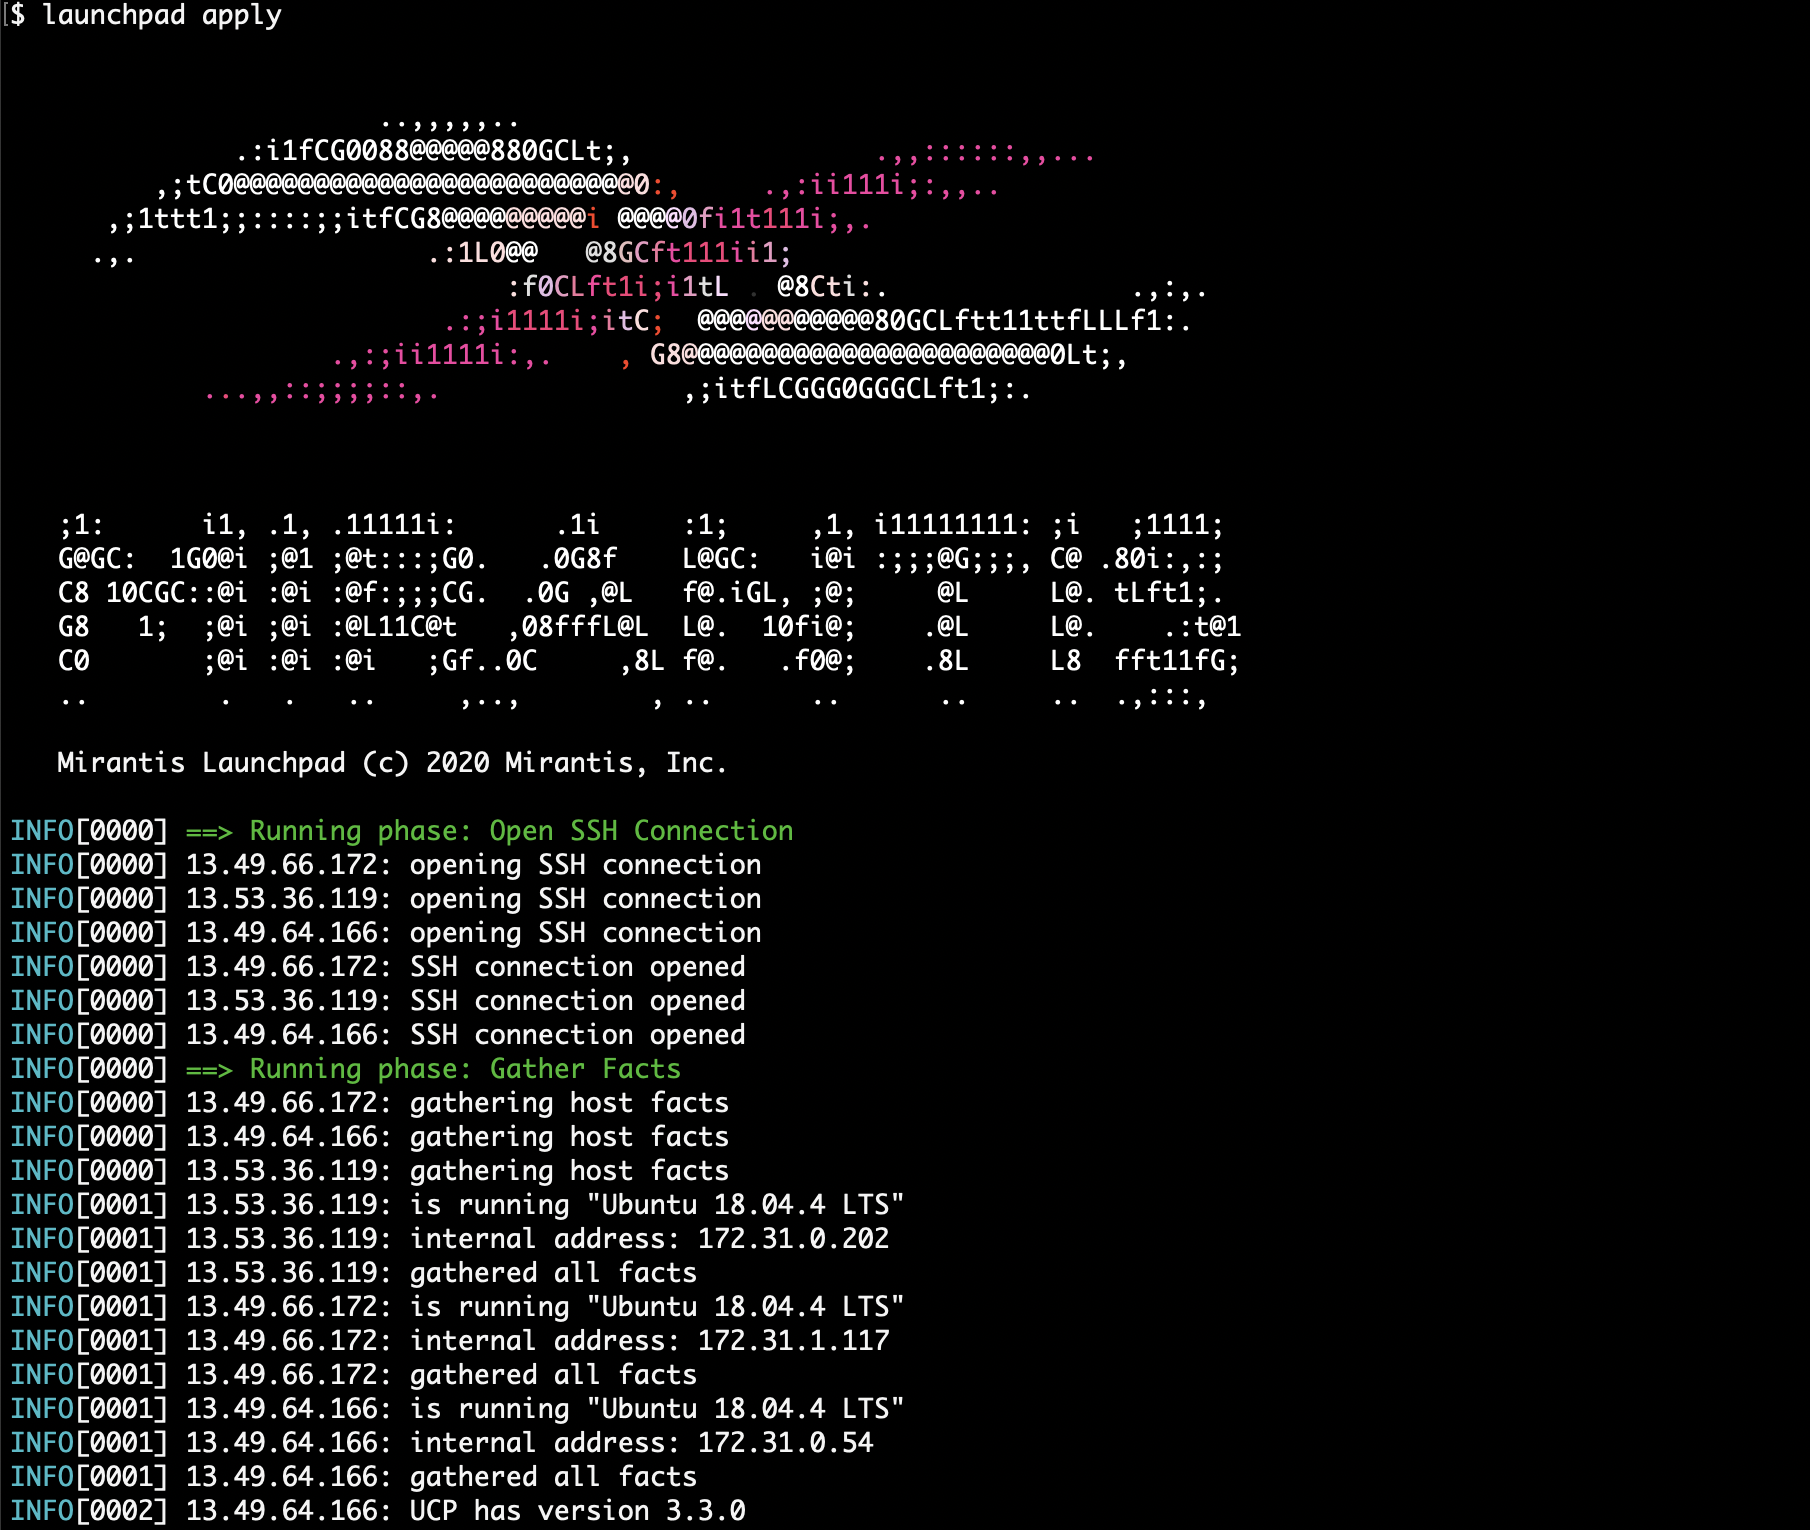 $ launchpad apply
..,,,,,..
.:i1fCG0088@@@@@880GCLt;, .,,::::::,,...
,;tC0@@@@@@@@@@@@@@@@@@@@@@@@@0:, .,:ii111i;:,,..
,;1ttt1;;::::;;itfCG8@@@@@@@@@i @@@@0fi1t111i;,.
.,. .:1L0@@ @8GCft111ii1;
:f0CLft1i;i1tL . @8Cti:. .,:,.
.:;i1111i;itC; @@@@@@@@@@@80GCLftt11ttfLLLf1:.
.,:;ii1111i:,. , G8@@@@@@@@@@@@@@@@@@@@@@@0Lt;,
...,,::;;;;::,. ,;itfLCGGG0GGGCLft1;:.
;1: i1, .1, .11111i: .1i :1; ,1, i11111111: ;i ;1111;
G@GC: 1G0@i ;@1 ;@t:::;G0. .0G8f L@GC: i@i :;;;@G;;;, C@ .80i:,:;
C8 10CGC::@i :@i :@f:;;;CG. .0G ,@L f@.iGL, ;@; @L L@. tLft1;.
G8 1; ;@i ;@i :@L11C@t ,08fffL@L L@. 10fi@; .@L L@. .:t@1
C0 ;@i :@i :@i ;Gf..0C ,8L f@. .f0@; .8L L8 fft11fG;
.. . . .. ,.., , .. .. .. .. .,:::,
Mirantis Launchpad (c) 2020 Mirantis, Inc.
INFO[0000] ==> Running phase: Open SSH Connection
INFO[0000] 13.49.66.172: opening SSH connection
INFO[0000] 13.53.36.119: opening SSH connection
INFO[0000] 13.49.64.166: opening SSH connection
INFO[0000] 13.49.66.172: SSH connection opened
INFO[0000] 13.53.36.119: SSH connection opened
INFO[0000] 13.49.64.166: SSH connection opened
INFO[0000] ==> Running phase: Gather Facts
INFO[0000] 13.49.66.172: gathering host facts
INFO[0000] 13.49.64.166: gathering host facts
INFO[0000] 13.53.36.119: gathering host facts
INFO[0001] 13.53.36.119: is running "Ubuntu 18.04.4 LTS"
INFO[0001] 13.53.36.119: internal address: 172.31.0.202
INFO[0001] 13.53.36.119: gathered all facts
INFO[0001] 13.49.66.172: is running "Ubuntu 18.04.4 LTS"
INFO[0001] 13.49.66.172: internal address: 172.31.1.117
INFO[0001] 13.49.66.172: gathered all facts
INFO[0001] 13.49.64.166: is running "Ubuntu 18.04.4 LTS"
INFO[0001] 13.49.64.166: internal address: 172.31.0.54
INFO[0001] 13.49.64.166: gathered all facts
INFO[0002] 13.49.64.166: UCP has version 3.3.0